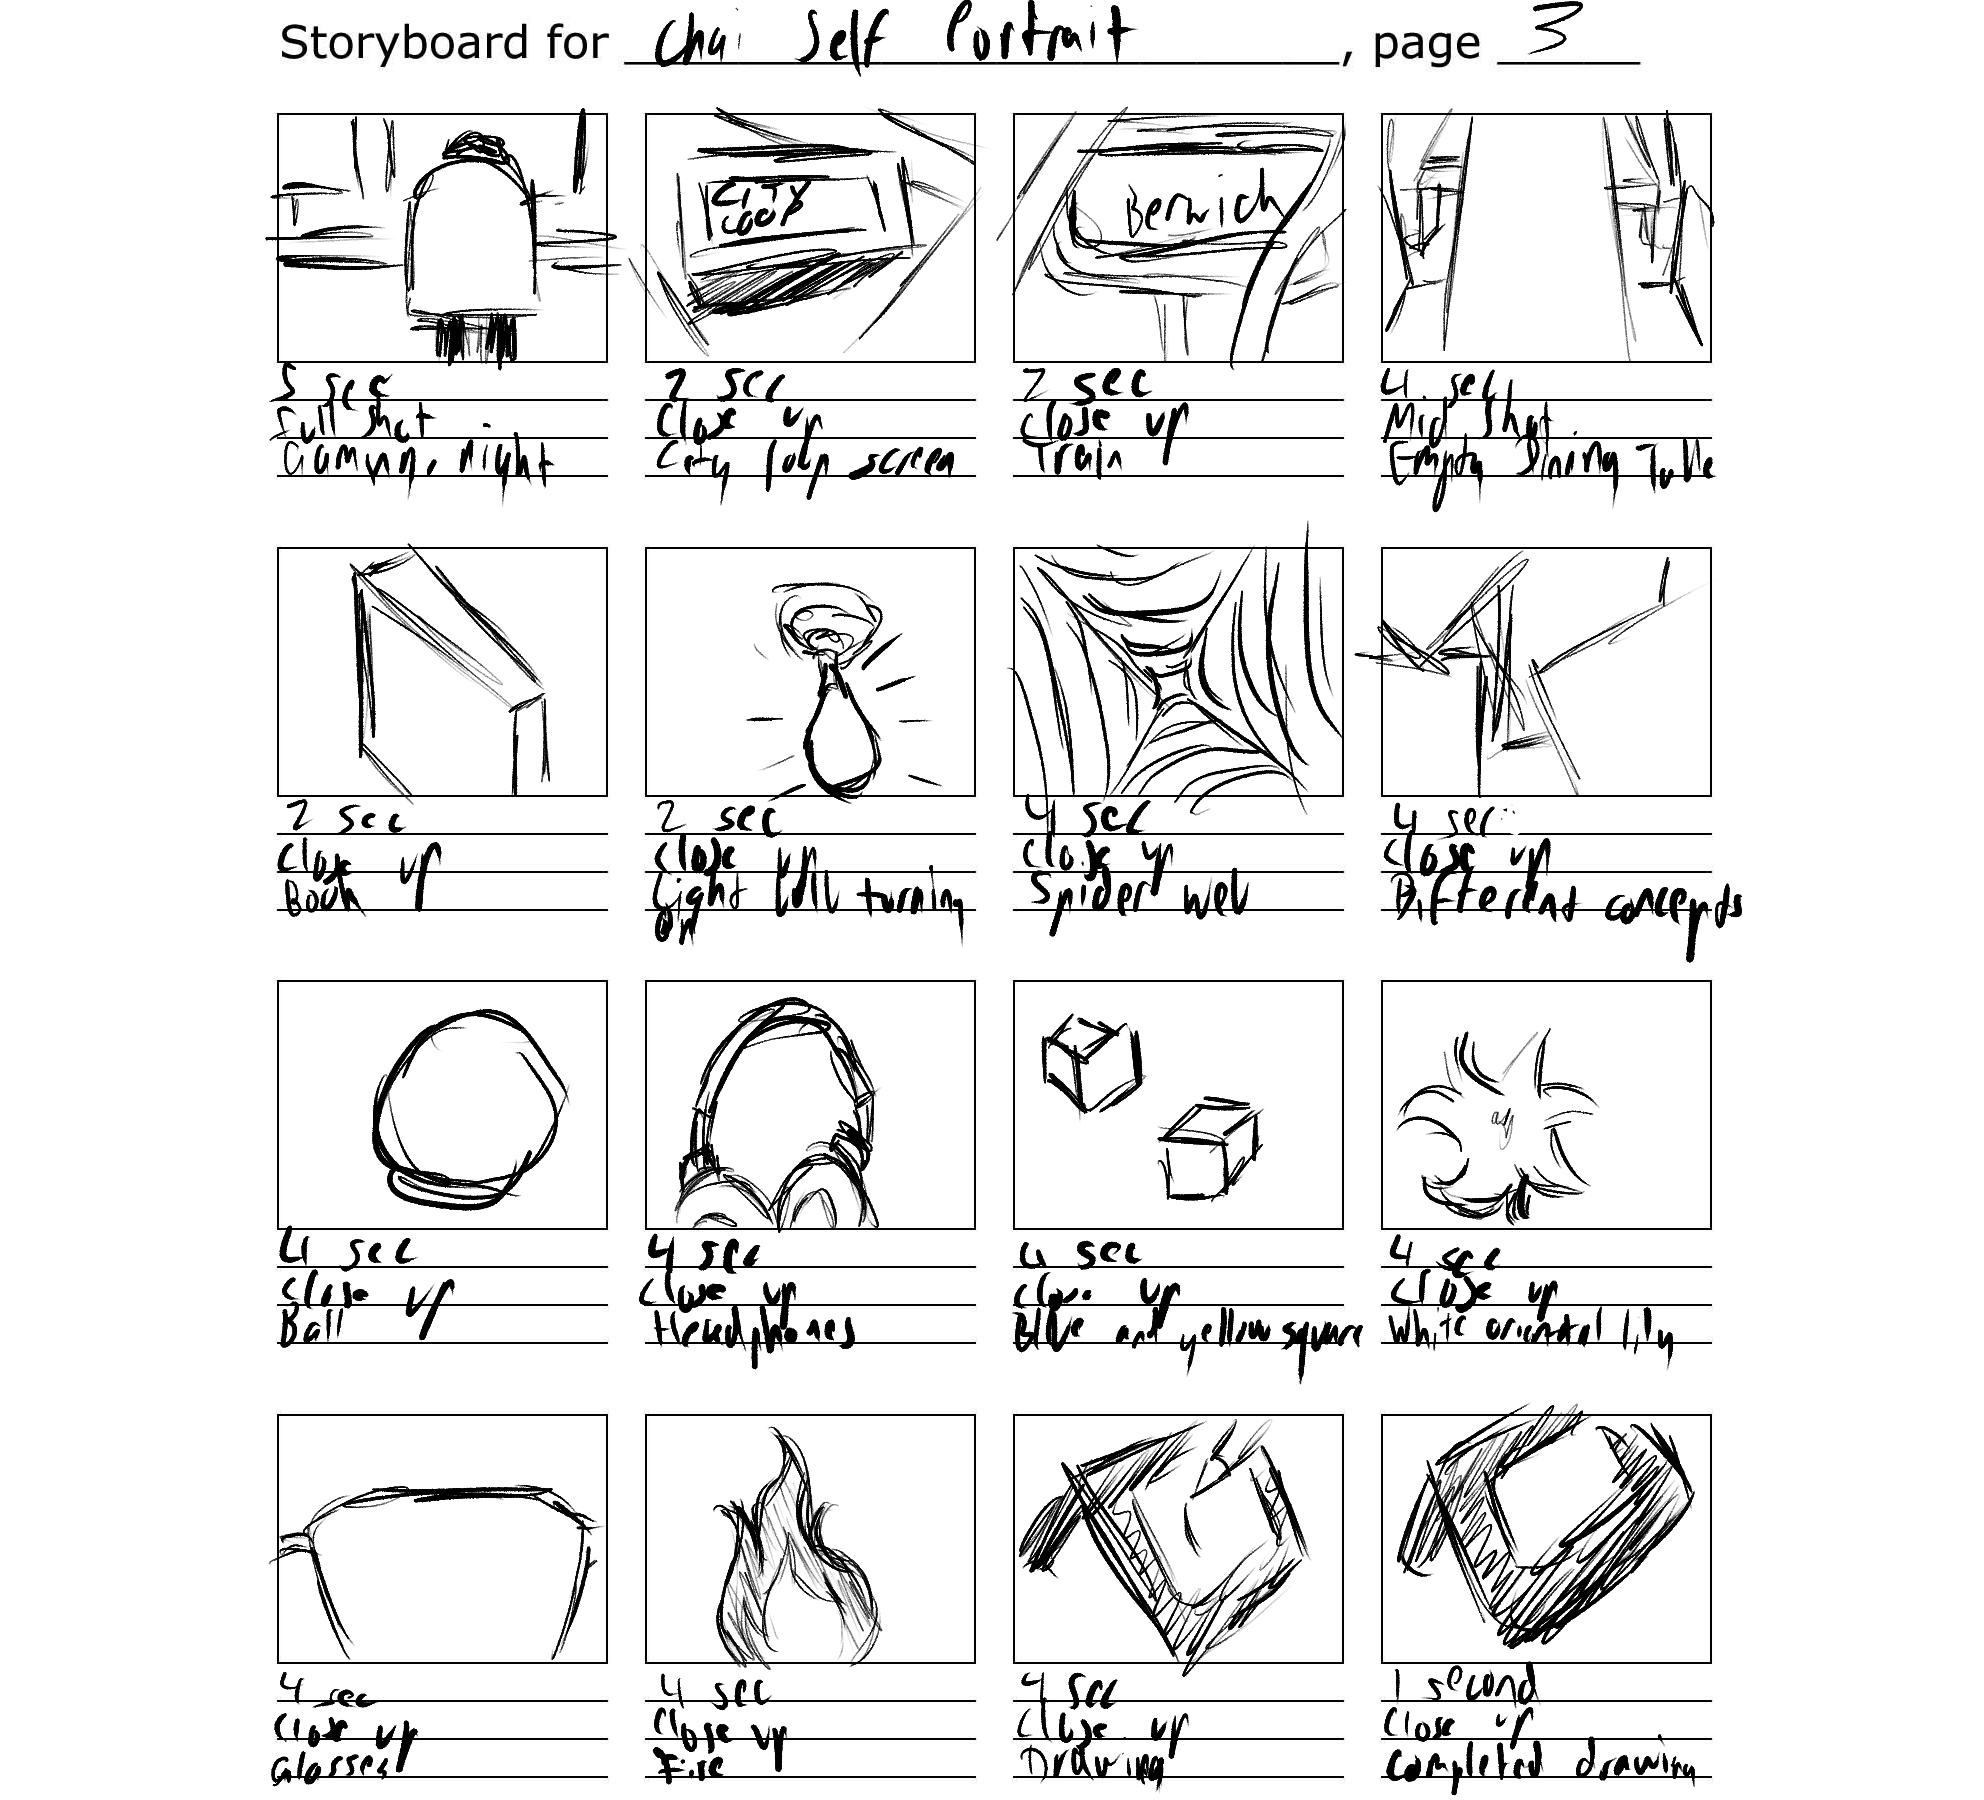 Storyboard for Chai Self Portrait, page 3
CITY LOOP
Berwick
5 sec
Full shot
Gaming, night
2 sec
Close up
City loop screen
2 sec
Close up
Train
4 sec
Mid Shot
Empty Dining Table
2 sec
Close up
Book
2 sec
Close up
Light bulb turning
on
4 sec
Close up
Spider web
4 sec
Close up
Different concepts
4 sec
Close up
Ball
4 sec
Close up
Headphones
4 sec
Close up
Blue and yellow square
4 sec
Close up
White oriental lily
4 sec
Close up
Glasses
4 sec
Close up
Fire
4 sec
Close up
Drawing
1 second
Close up
Completed drawing